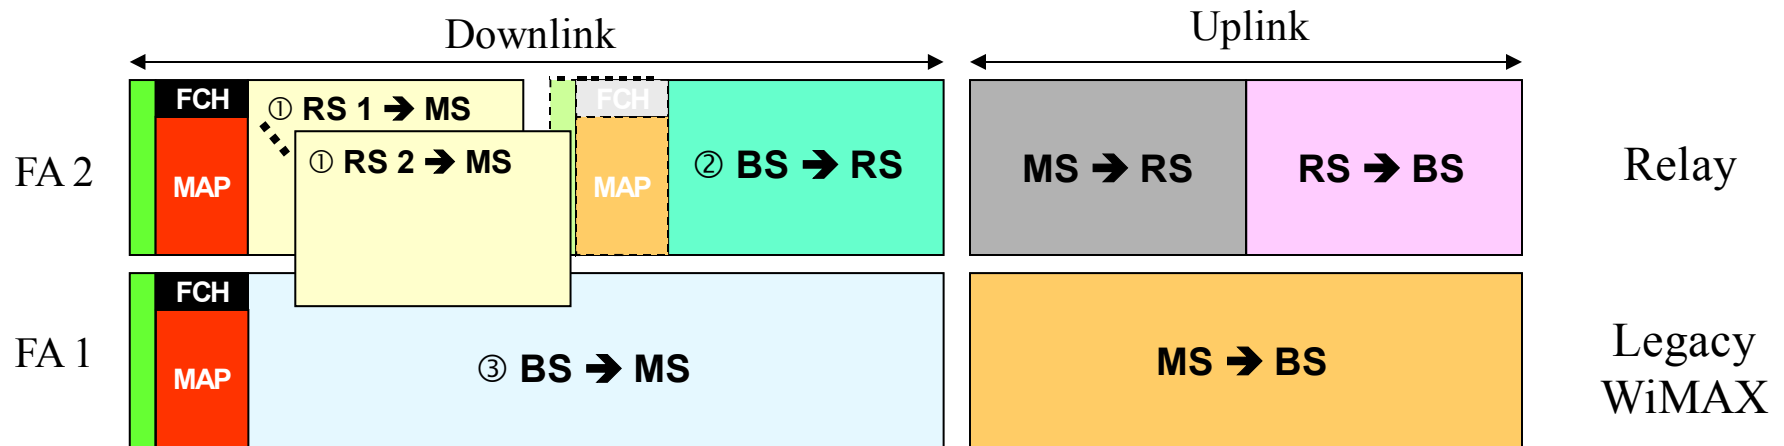 Downlink
Uplink
FA 2
FCH
MAP
① RS 1 ➔ MS
① RS 2 ➔ MS
FCH
MAP
② BS ➔ RS
MS ➔ RS
RS ➔ BS
Relay
FA 1
FCH
MAP
③ BS ➔ MS
MS ➔ BS
Legacy
WiMAX